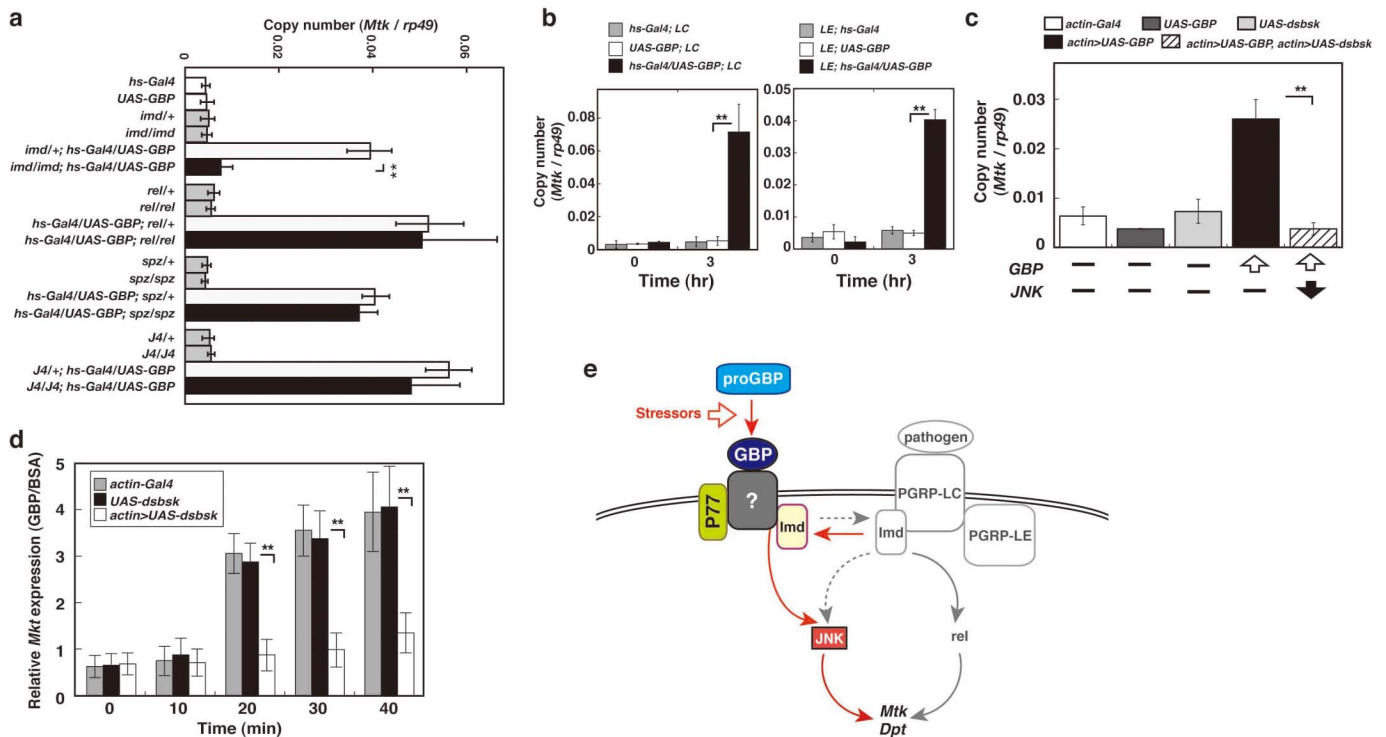 a
Copy number (Mtk / rp49)
0 0.02 0.04 0.06
hs-Gal4
UAS-GBP
imd/+
imd/imd
imd/+; hs-Gal4/UAS-GBP
imd/imd; hs-Gal4/UAS-GBP
**
rel/+
rel/rel
hs-Gal4/UAS-GBP; rel/+
hs-Gal4/UAS-GBP; rel/rel
spz/+
spz/spz
hs-Gal4/UAS-GBP; spz/+
hs-Gal4/UAS-GBP; spz/spz
J4/+
J4/J4
J4/+; hs-Gal4/UAS-GBP
J4/J4; hs-Gal4/UAS-GBP
b
hs-Gal4; LC
UAS-GBP; LC
hs-Gal4/UAS-GBP; LC
Copy number
(Mtk / rp49)
0.08
0.06
0.04
0.02
0
**
0 3
Time (hr)
LE; hs-Gal4
LE; UAS-GBP
LE; hs-Gal4/UAS-GBP
0.05
0.04
0.03
0.02
0.01
0
**
0 3
Time (hr)
c
actin-Gal4 UAS-GBP UAS-dsbsk
actin>UAS-GBP actin>UAS-GBP, actin>UAS-dsbsk
Copy number
(Mtk / rp49)
0.03
0.02
0.01
0
**
GBP — — —
JNK — — — —
d
Relative Mkt expression (GBP/BSA)
5
4
3
2
1
0
actin-Gal4
UAS-dsbsk
actin>UAS-dsbsk
** ** **
0 10 20 30 40
Time (min)
e
proGBP
Stressors
GBP
?
P77
Imd
pathogen
PGRP-LC
Imd
PGRP-LE
JNK
rel
Mtk
Dpt